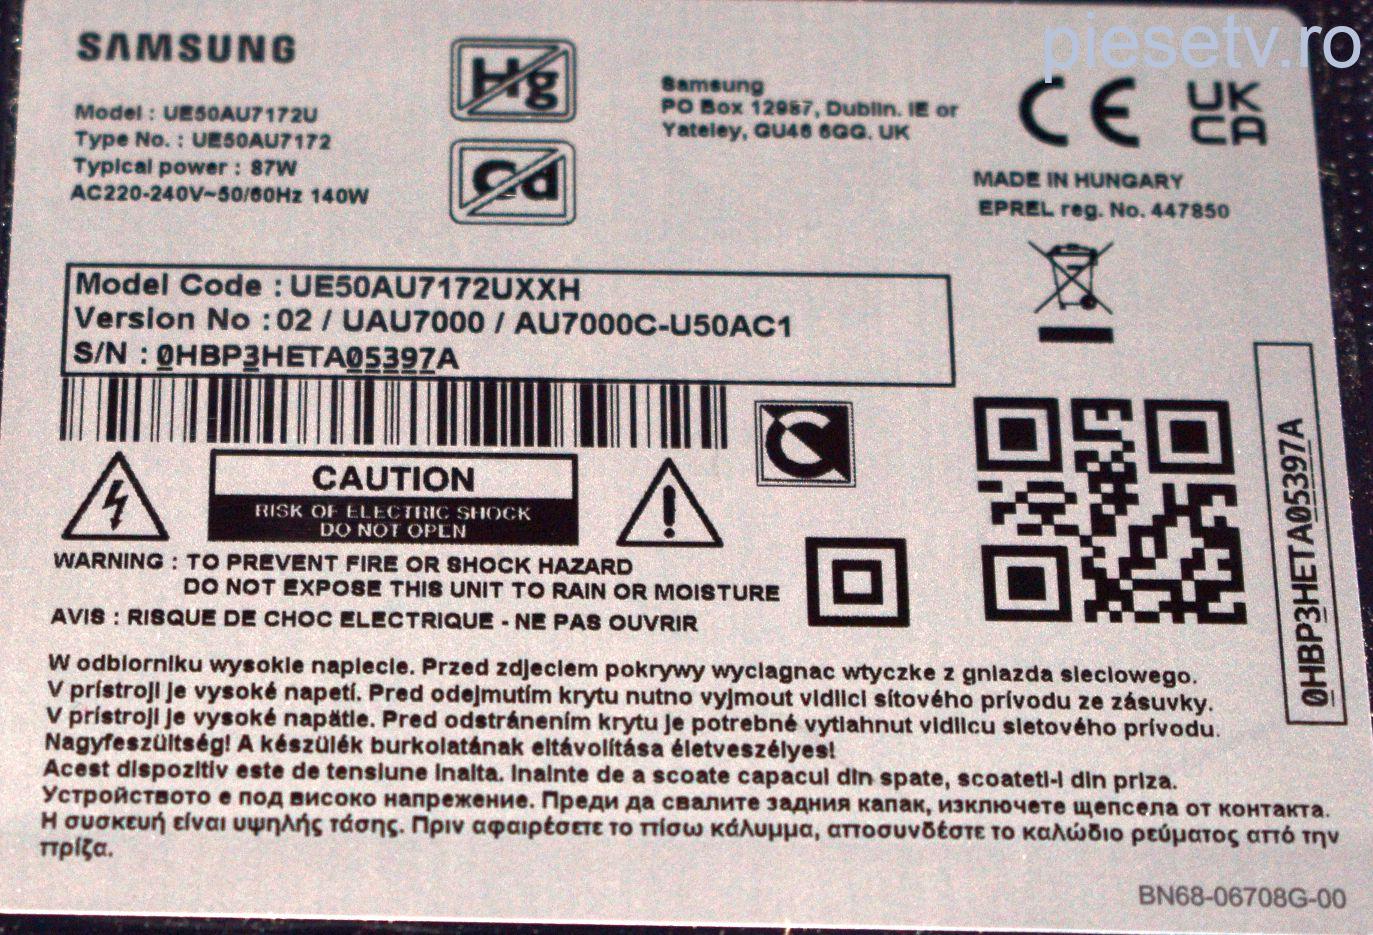 piesetv.ro
SAMSUNG
Model : UE50AU7172U
Type No. : UE50AU7172
Typical power : 87W
AC220-240V~50/60Hz 140W
Hg
Cd
Samsung
PO Box 12987, Dublin. IE or
Yateley, GU46 6GG. UK
CE
UK
CA
MADE IN HUNGARY
EPREL reg. No. 447850
Model Code : UE50AU7172UXXH
Version No : 02 / UAU7000 / AU7000C-U50AC1
S/N : 0HBP3HETA05397A
CAUTION
RISK OF ELECTRIC SHOCK
DO NOT OPEN
WARNING : TO PREVENT FIRE OR SHOCK HAZARD
DO NOT EXPOSE THIS UNIT TO RAIN OR MOISTURE
AVIS : RISQUE DE CHOC ELECTRIQUE - NE PAS OUVRIR
0HBP3HETA05397A
W odbiorniku wysokie napiecie. Przed zdjeciem pokrywy wyciagnac wtyczke z gniazda sieciowego.
V prístroji je vysoké napetí. Pred odejmutím krytu nutno vyjmout vidlici sítového prívodu ze zásuvky.
V prístroji je vysoké napätie. Pred odstránením krytu je potrebné vytiahnut vidlicu sietového prívodu.
Nagyfeszültség! A készülék burkolatának eltávolítása életveszélyes!
Acest dispozitiv este de tensiune inalta. Inainte de a scoate capacul din spate, scoateti-l din priza.
Устройството е под високо напрежение. Преди да свалите задния капак, изключете щепсела от контакта.
Η συσκευή είναι υψηλής τάσης. Πριν αφαιρέσετε το πίσω κάλυμμα, αποσυνδέστε το καλώδιο ρεύματος από την
πρίζα.
BN68-06708G-00